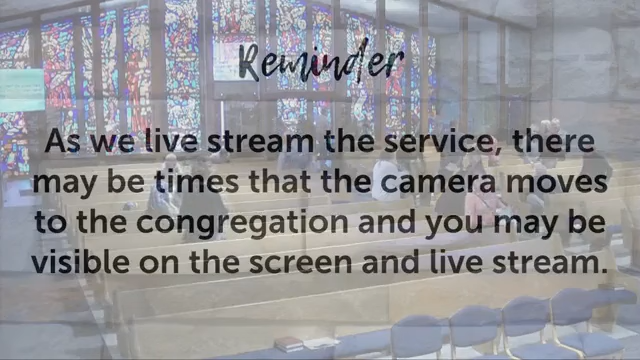 Reminder
As we live stream the service, there
may be times that the camera moves
to the congregation and you may be
visible on the screen and live stream.